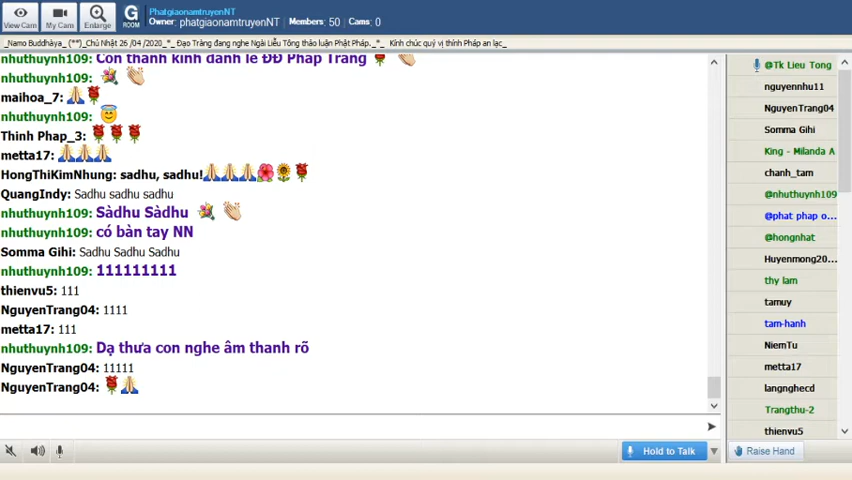 View Cam
My Cam
Enlarge
G
ROOM
PhatgiaonamtruyenNT
Owner: phatgiaonamtruyenNT Members: 50 Cams: 0
_Namo Buddhàya_ (**)_Chủ Nhật 26 /04 /2020_*_ Đạo Tràng đang nghe Ngài Liễu Tông thảo luận Phật Pháp._*_ Kính chúc quý vị thính Pháp an lạc_
nhuthuynh109: Con thành kính đảnh lễ ĐĐ Pháp Trang
nhuthuynh109:
maihoa_7:
nhuthuynh109:
Thinh Phap_3:
metta17:
HongThiKimNhung: sadhu, sadhu!
QuangIndy: Sadhu sadhu sadhu
nhuthuynh109: Sàdhu Sàdhu
nhuthuynh109: có bàn tay NN
Somma Gihi: Sadhu Sadhu Sadhu
nhuthuynh109: 111111111
thienvu5: 111
NguyenTrang04: 1111
metta17: 111
nhuthuynh109: Dạ thưa con nghe âm thanh rõ
NguyenTrang04: 11111
NguyenTrang04:
Hold to Talk
@Tk Lieu Tong
nguyennhu11
NguyenTrang04
Somma Gihi
King - Milanda A
chanh_tam
@nhuthuynh109
@phat phap o...
@hongnhat
Huyenmong20...
thy lam
tamuy
tam-hanh
NiemTu
metta17
langnghecd
Trangthu-2
thienvu5
Raise Hand